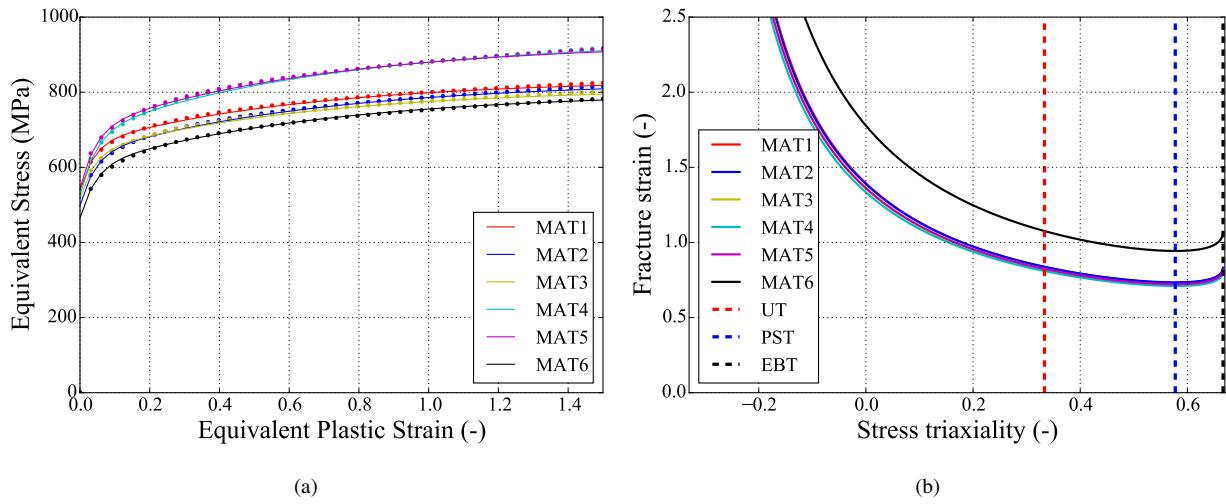 1000
800
600
400
200
0
0.0 0.2 0.4 0.6 0.8 1.0 1.2 1.4
Equivalent Stress (MPa)
Equivalent Plastic Strain (-)
MAT1
MAT2
MAT3
MAT4
MAT5
MAT6
(a)
2.5
2.0
1.5
1.0
0.5
0.0
−0.2 0.0 0.2 0.4 0.6
Fracture strain (-)
Stress triaxiality (-)
MAT1
MAT2
MAT3
MAT4
MAT5
MAT6
UT
PST
EBT
(b)